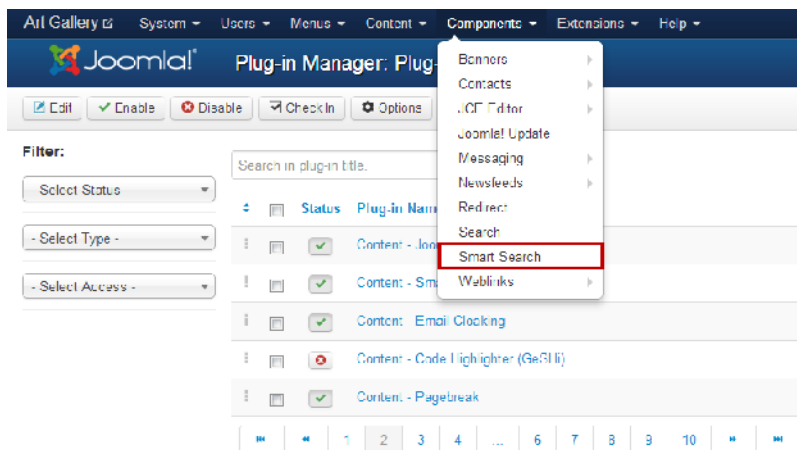 Art Gallery System Users Menus Content Components Extensions Help
Joomla!
Plug-in Manager: Plug-
Banners
Contacts
JCE Editor
Joomla! Update
Messaging
Newsfeeds
Redirect
Search
Smart Search
Weblinks
Edit Enable Disable Check In Options
Filter:
- Select Status
- Select Type -
- Select Access -
Search in plug-in title.
Status Plug-in Nam
Content - Joo
Content - Sma
Content - Email Cloaking
Content - Code Highlighter (GeSHi)
Content - Pagebreak
1 2 3 4 ... 6 7 8 9 10